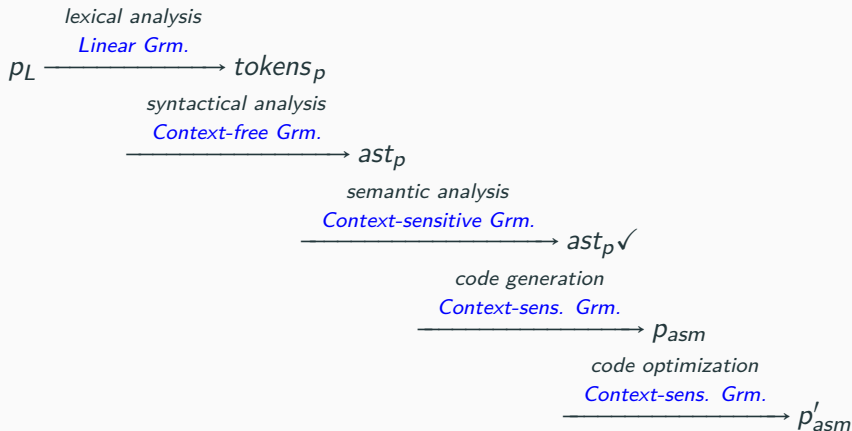 lexical analysis
Linear Grm.
p_L → tokens_p
syntactical analysis
Context-free Grm.
→ ast_p
semantic analysis
Context-sensitive Grm.
→ ast_p ✓
code generation
Context-sens. Grm.
→ p_asm
code optimization
Context-sens. Grm.
→ p'_asm